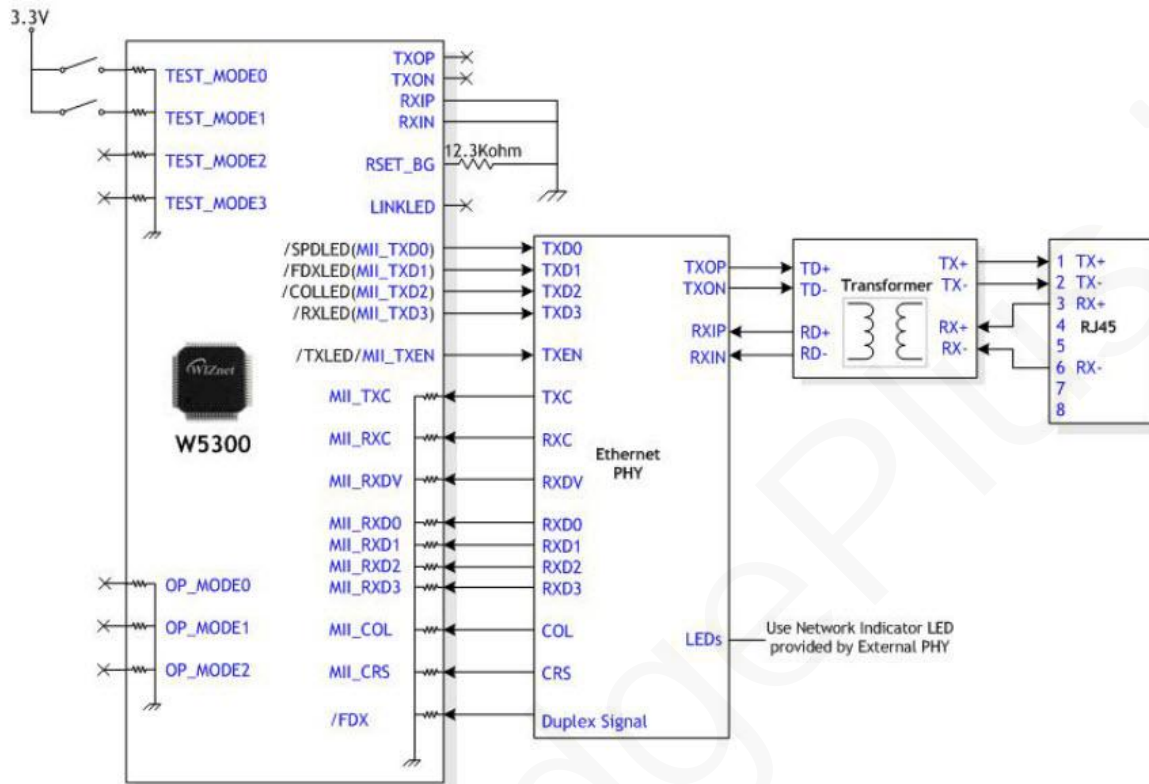 3.3V
TEST_MODE0
TEST_MODE1
TEST_MODE2
TEST_MODE3
TXOP
TXON
RXIP
RXIN
12.3Kohm
RSET_BG
LINKLED
/SPDLED(MII_TXD0)
/FDXLED(MII_TXD1)
/COLLED(MII_TXD2)
/RXLED(MII_TXD3)
/TXLED/MII_TXEN
MII_TXC
MII_RXC
MII_RXDV
MII_RXD0
MII_RXD1
MII_RXD2
MII_RXD3
MII_COL
MII_CRS
/FDX
WIZnet
W5300
OP_MODE0
OP_MODE1
OP_MODE2
TXD0
TXD1
TXD2
TXD3
TXEN
TXC
RXC
RXDV
RXD0
RXD1
RXD2
RXD3
COL
CRS
Duplex Signal
Ethernet
PHY
TXOP
TXON
RXIP
RXIN
LEDs
Use Network Indicator LED
provided by External PHY
TD+
TD-
RD+
RD-
Transformer
TX+
TX-
RX+
RX-
1 TX+
2 TX-
3 RX+
4
RJ45
5
6 RX-
7
8